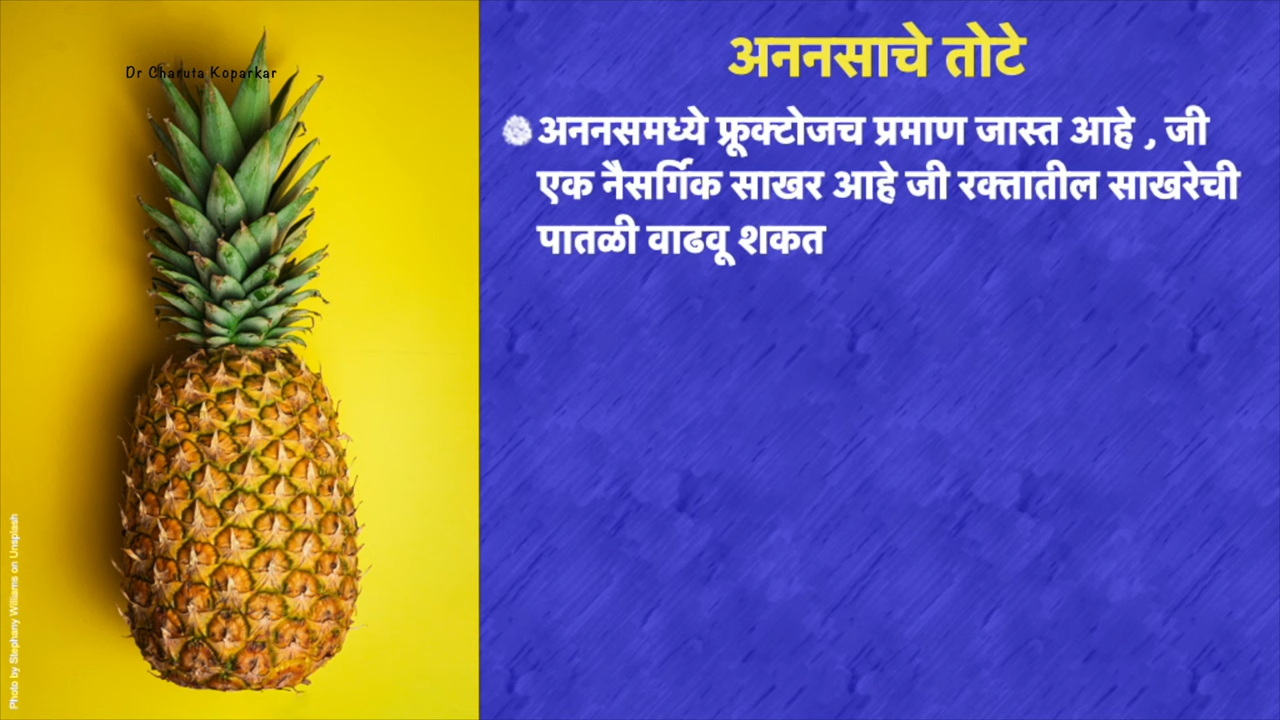 Dr Charuta Koparkar
अननसाचे तोटे
अननसमध्ये फ्रूक्टोजच प्रमाण जास्त आहे , जी
एक नैसर्गिक साखर आहे जी रक्तातील साखरेची
पातळी वाढवू शकत
Photo by Stephany Williams on Unsplash